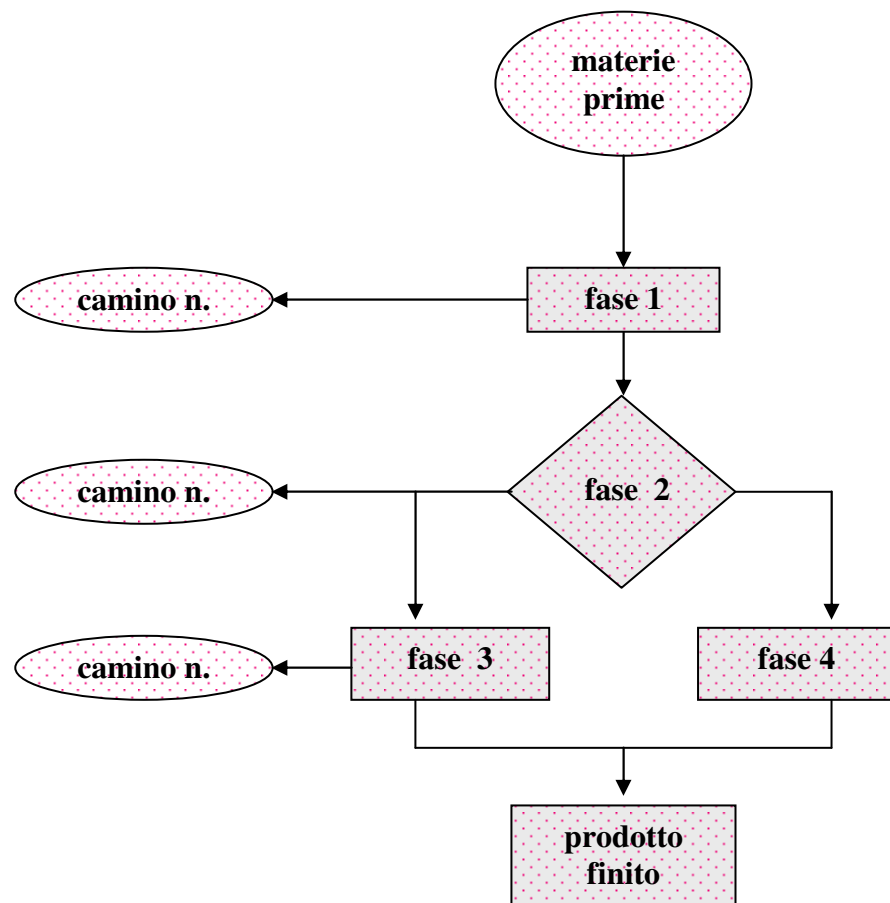 materie
prime
camino n.
fase 1
camino n.
fase  2
camino n.
fase  3
fase 4
prodotto
finito